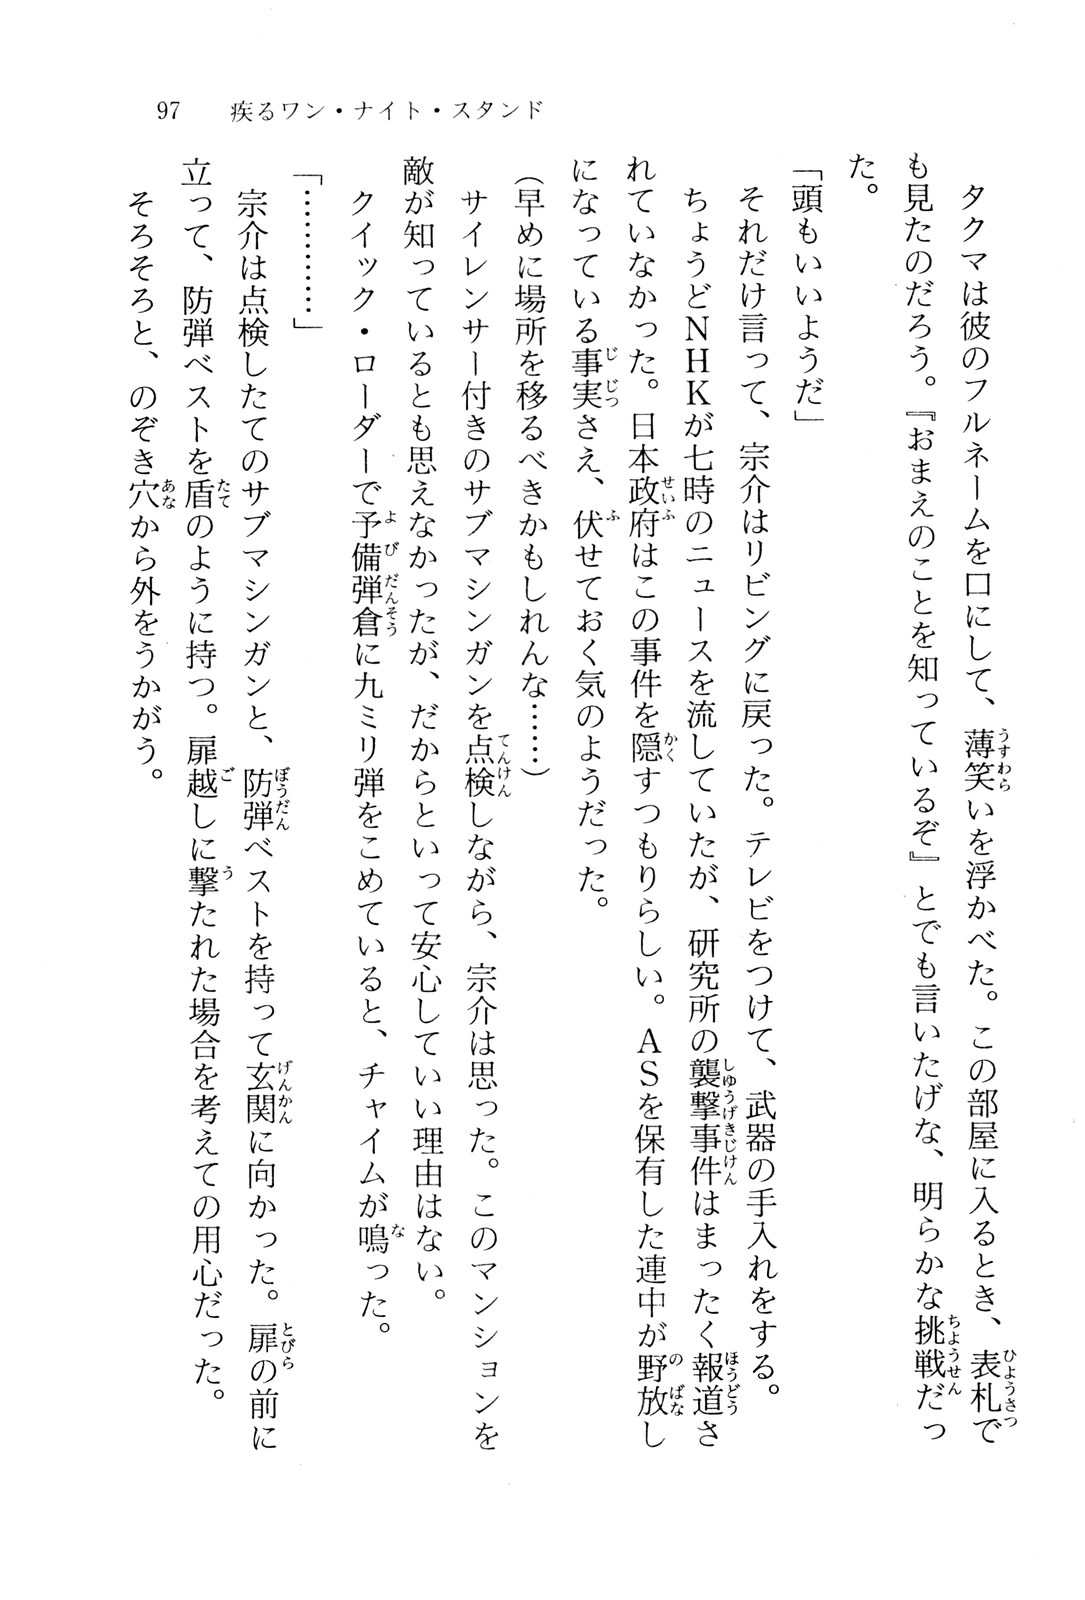 97　疾るワン・ナイト・スタンド
　タクマは彼のフルネームを口にして、薄笑いを浮かべた。この部屋に入るとき、表札で
も見たのだろう。『おまえのことを知っているぞ』とでも言いたげな、明らかな挑戦だっ
た。
「頭もいいようだ」
　それだけ言って、宗介はリビングに戻った。テレビをつけて、武器の手入れをする。
　ちょうどNHKが七時のニュースを流していたが、研究所の襲撃事件はまったく報道さ
れていなかった。日本政府はこの事件を隠すつもりらしい。ASを保有した連中が野放し
になっている事実さえ、伏せておく気のようだった。
（早めに場所を移るべきかもしれんな……）
　サイレンサー付きのサブマシンガンを点検しながら、宗介は思った。このマンションを
敵が知っているとも思えなかったが、だからといって安心していい理由はない。
　クイック・ローダーで予備弾倉に九ミリ弾をこめていると、チャイムが鳴った。
「…………」
　宗介は点検したてのサブマシンガンと、防弾ベストを持って玄関に向かった。扉の前に
立って、防弾ベストを盾のように持つ。扉越しに撃たれた場合を考えての用心だった。
　そろそろと、のぞき穴から外をうかがう。